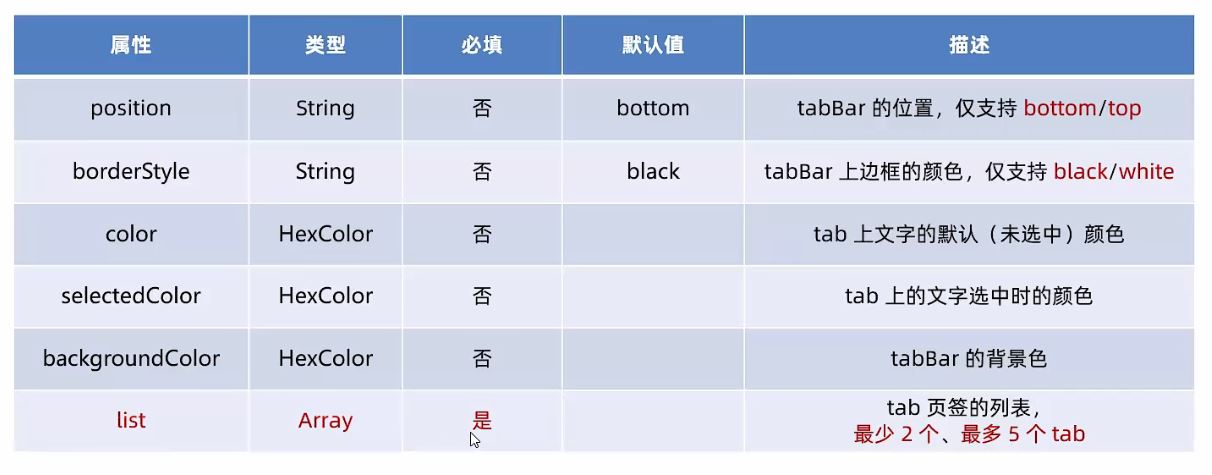 属性 类型 必填 默认值 描述
position String 否 bottom tabBar 的位置，仅支持 bottom/top
borderStyle String 否 black tabBar 上边框的颜色，仅支持 black/white
color HexColor 否 tab 上文字的默认（未选中）颜色
selectedColor HexColor 否 tab 上的文字选中时的颜色
backgroundColor HexColor 否 tabBar 的背景色
list Array 是 tab 页签的列表，
最少 2 个、最多 5 个 tab